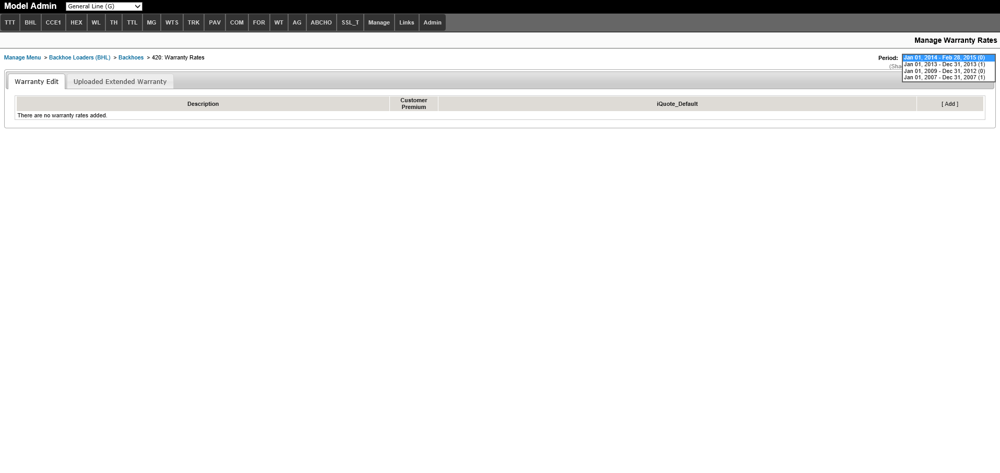 Model Admin General Line (G)
TTT BHL CCE1 HEX WL TH TTL MG WTS TRK PAV COM FOR WT AG ABCHO SSL_T Manage Links Admin
Manage Warranty Rates
Manage Menu > Backhoe Loaders (BHL) > Backhoes > 420: Warranty Rates
Period: Jan 01, 2014 - Feb 28, 2015 (0)
Jan 01, 2013 - Dec 31, 2013 (1)
(Sha
Jan 01, 2009 - Dec 31, 2012 (0)
Jan 01, 2007 - Dec 31, 2007 (1)
Warranty Edit Uploaded Extended Warranty
Description Customer Premium iQuote_Default [ Add ]
There are no warranty rates added.